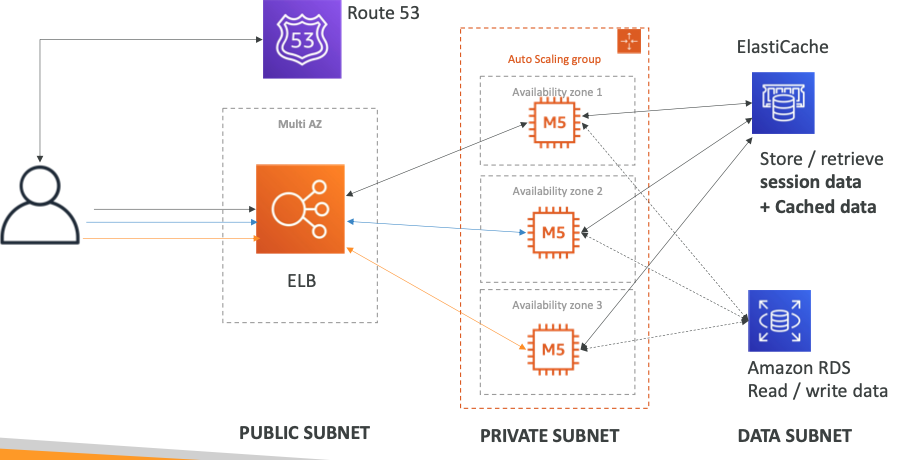 Route 53
53
Auto Scaling group
ElastiCache
Multi AZ
Availability zone 1
M5
Store / retrieve
session data
+ Cached data
Availability zone 2
M5
ELB
Availability zone 3
M5
Amazon RDS
Read / write data
PUBLIC SUBNET
PRIVATE SUBNET
DATA SUBNET